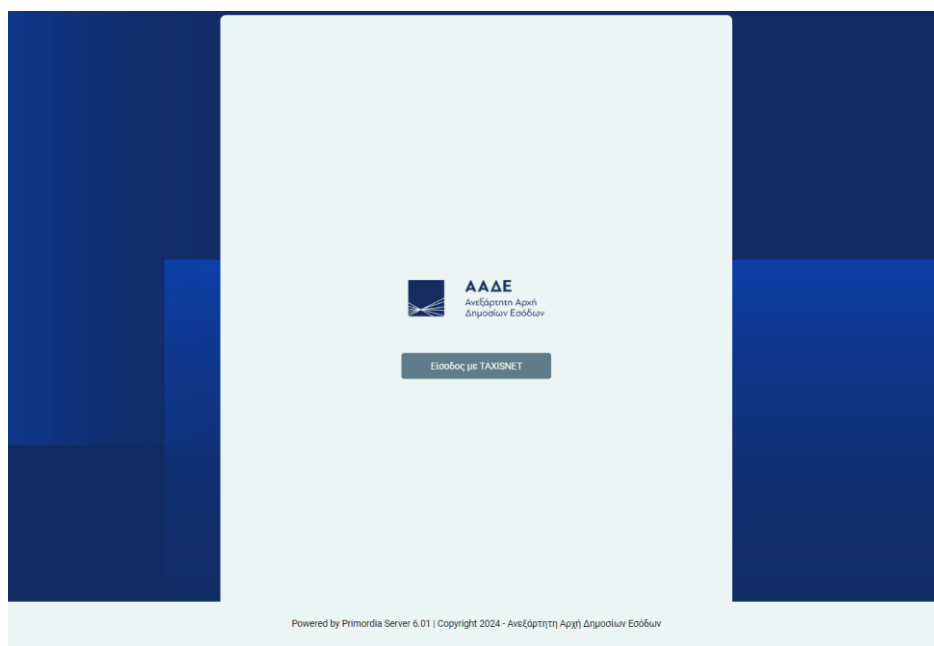 ΑΑΔΕ
Ανεξάρτητη Αρχή
Δημοσίων Εσόδων
Είσοδος με TAXISNET
Powered by Primordia Server 6.01 | Copyright 2024 - Ανεξάρτητη Αρχή Δημοσίων Εσόδων